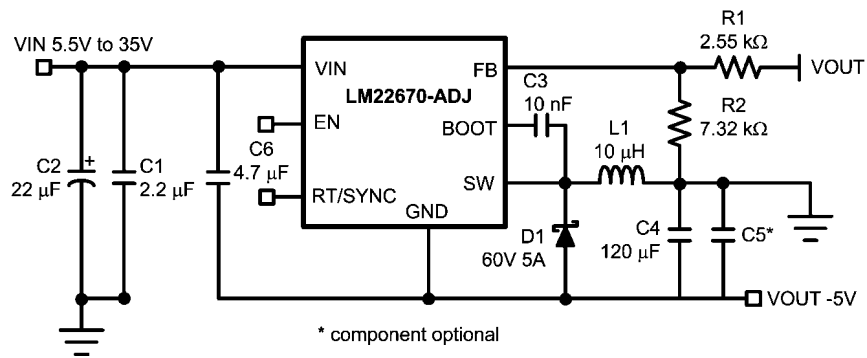 VIN 5.5V to 35V
C2
+
22 µF
C1
2.2 µF
C6
4.7 µF
VIN
EN
RT/SYNC
LM22670-ADJ
FB
BOOT
SW
GND
C3
10 nF
L1
10 µH
D1
60V 5A
R1
2.55 kΩ
VOUT
R2
7.32 kΩ
C4
120 µF
C5*
VOUT -5V
* component optional